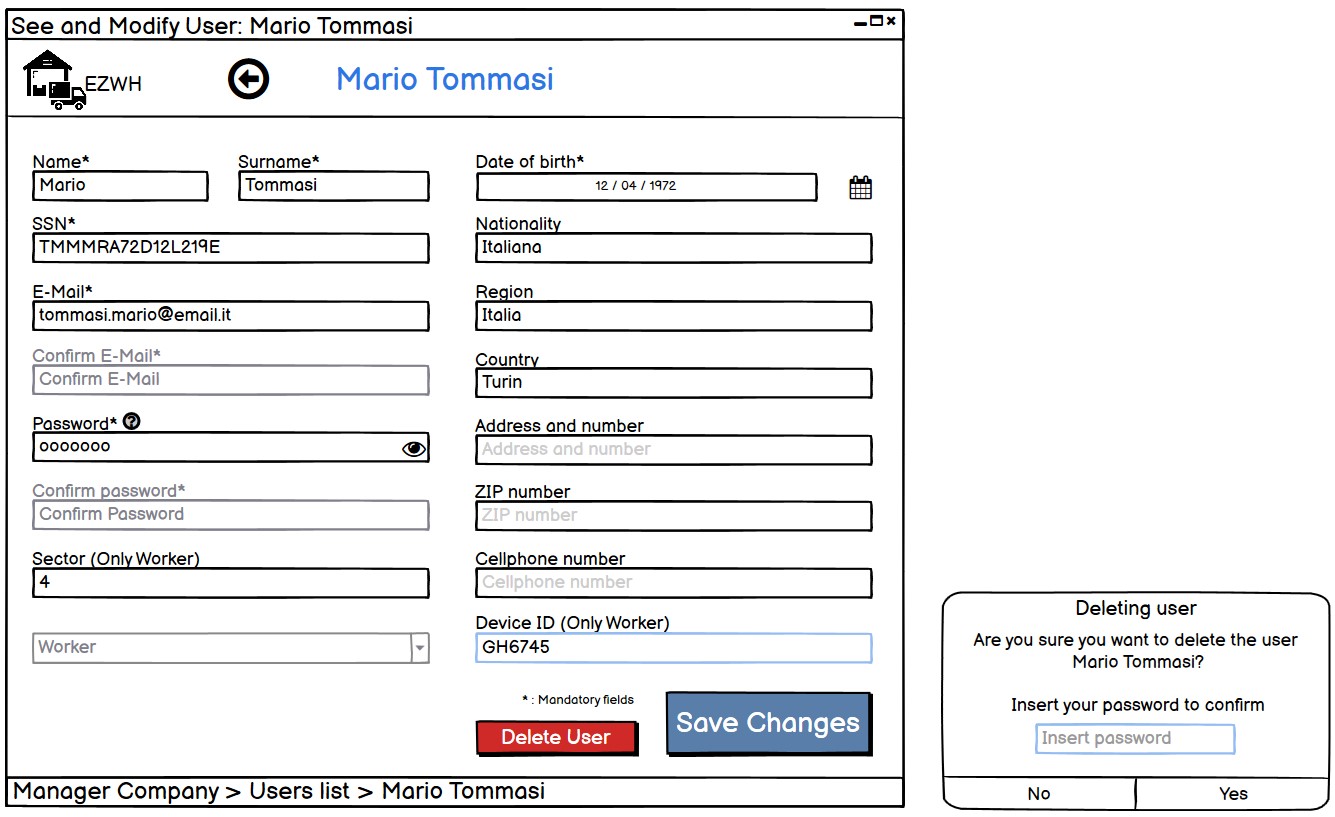 See and Modify User: Mario Tommasi
EZWH
Mario Tommasi
Name*
Mario
Surname*
Tommasi
SSN*
TMMMRA72D12L219E
E-Mail*
tommasi.mario@email.it
Confirm E-Mail*
Confirm E-Mail
Password* ?
ooooooo
Confirm password*
Confirm Password
Sector (Only Worker)
4
Worker
Date of birth*
12 / 04 / 1972
Nationality
Italiana
Region
Italia
Country
Turin
Address and number
Address and number
ZIP number
ZIP number
Cellphone number
Cellphone number
Device ID (Only Worker)
GH6745
* : Mandatory fields
Delete User
Save Changes
Manager Company > Users list > Mario Tommasi
Deleting user
Are you sure you want to delete the user
Mario Tommasi?
Insert your password to confirm
Insert password
No
Yes